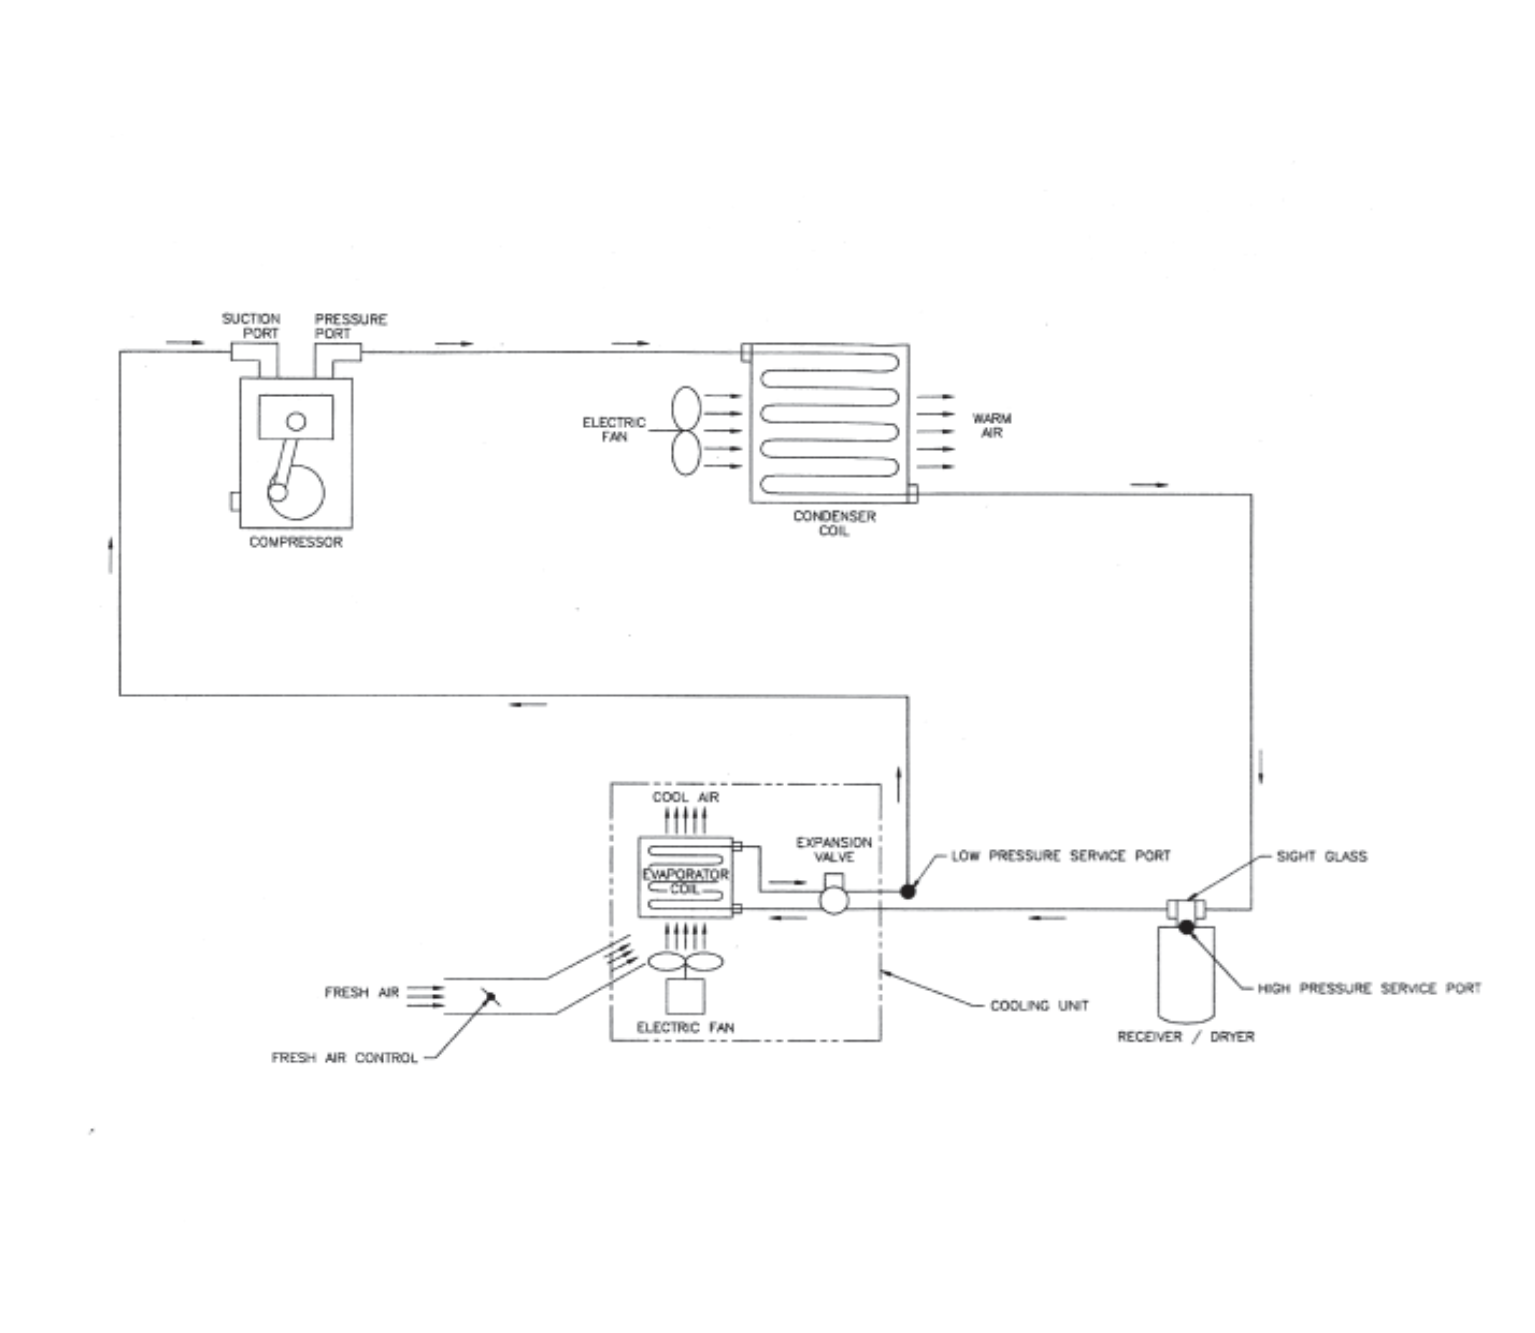 SUCTION
PORT
PRESSURE
PORT
COMPRESSOR
ELECTRIC
FAN
WARM
AIR
CONDENSER
COIL
COOL AIR
EVAPORATOR
COIL
EXPANSION
VALVE
LOW PRESSURE SERVICE PORT
SIGHT GLASS
HIGH PRESSURE SERVICE PORT
RECEIVER / DRYER
COOLING UNIT
FRESH AIR
ELECTRIC FAN
FRESH AIR CONTROL